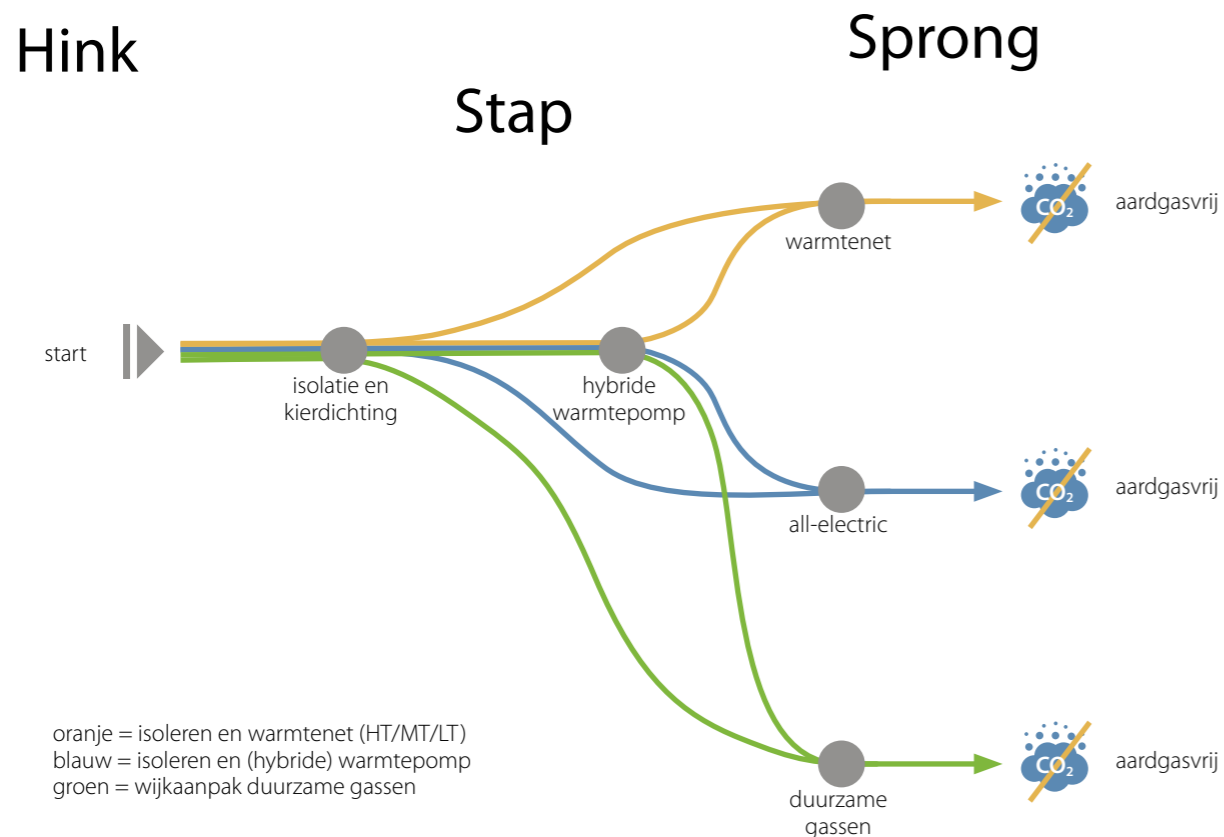 Hink
Stap
Sprong
CO₂
aardgasvrij
warmtenet
start
isolatie en
kierdichting
hybride
warmtepomp
CO₂
aardgasvrij
all-electric
oranje = isoleren en warmtenet (HT/MT/LT)
blauw = isoleren en (hybride) warmtepomp
groen = wijkaanpak duurzame gassen
CO₂
aardgasvrij
duurzame
gassen